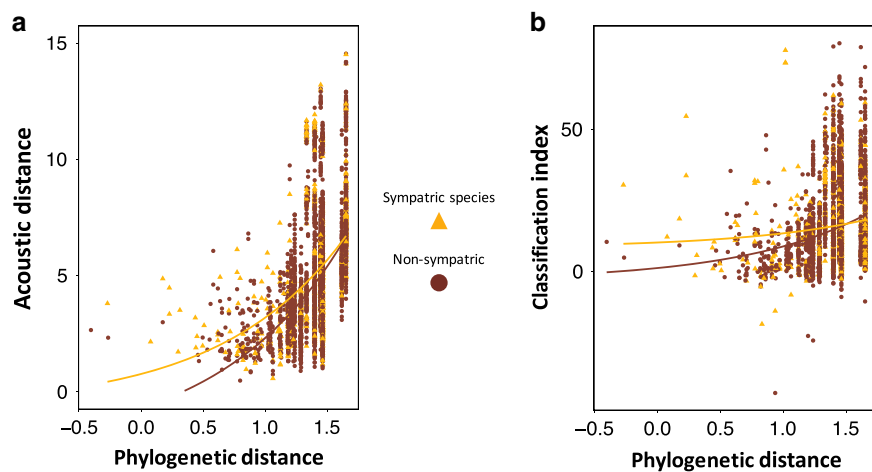 a
b
15
10
5
0
Acoustic distance
−0.5 0.0 0.5 1.0 1.5
Phylogenetic distance
Sympatric species
Non-sympatric
50
0
Classification index
−0.5 0.0 0.5 1.0 1.5
Phylogenetic distance